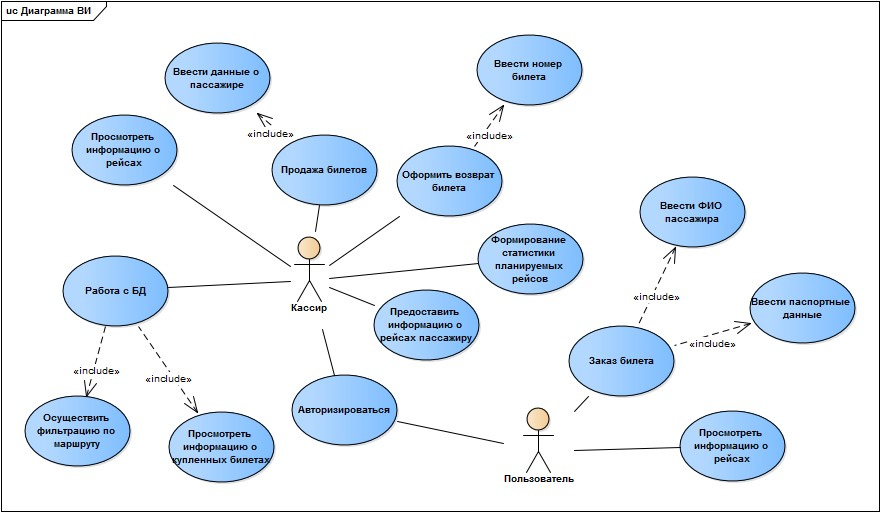 uc Диаграмма ВИ
Ввести данные о
пассажире
Ввести номер
билета
«include»
«include»
Просмотреть
информацию о
рейсах
Продажа билетов
Оформить возврат
билета
Ввести ФИО
пассажира
Формирование
статистики
планируемых
рейсов
Работа с БД
Кассир
Предоставить
информацию о
рейсах пассажиру
«include»
Ввести паспортные
данные
«include»
Заказ билета
«include»
«include»
Авторизироваться
Осуществить
фильтрацию по
маршруту
Просмотреть
информацию о
купленных билетах
Просмотреть
информацию о
рейсах
Пользователь